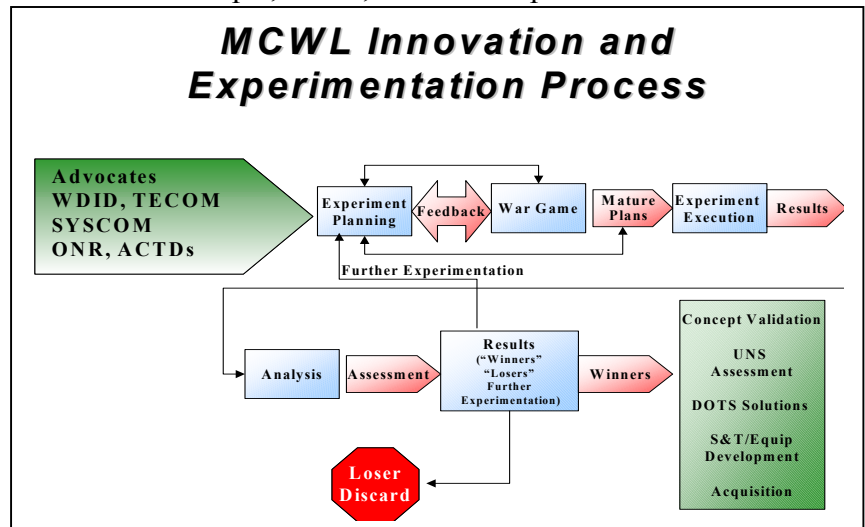 MCWL Innovation and
Experimentation Process
Advocates
WDID, TECOM
SYSCOM
ONR, ACTDs
Experiment
Planning
Feedback
War Game
Mature
Plans
Experiment
Execution
Results
Further Experimentation
Analysis
Assessment
Results
("Winners"
"Losers"
Further
Experimentation)
Winners
Concept Validation
UNS
Assessment
DOTS Solutions
S&T/Equip
Development
Acquisition
Loser
Discard